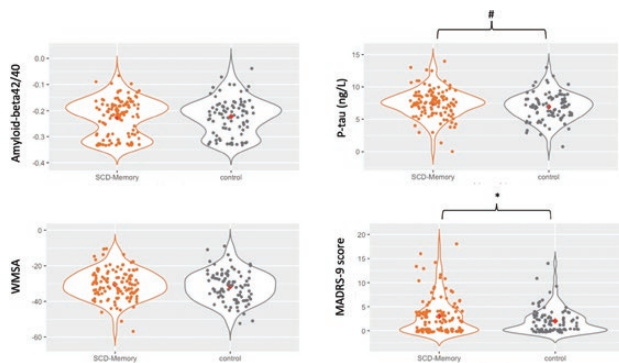 #
Amyloid-beta42/40
0.0
-0.1
-0.2
-0.3
-0.4
SCD-Memory
control
P-tau (ng/L)
15
10
5
0
SCD-Memory
control
*
WMSA
0
-20
-40
-60
SCD-Memory
control
MADRS-9 score
20
15
10
5
0
SCD-Memory
control